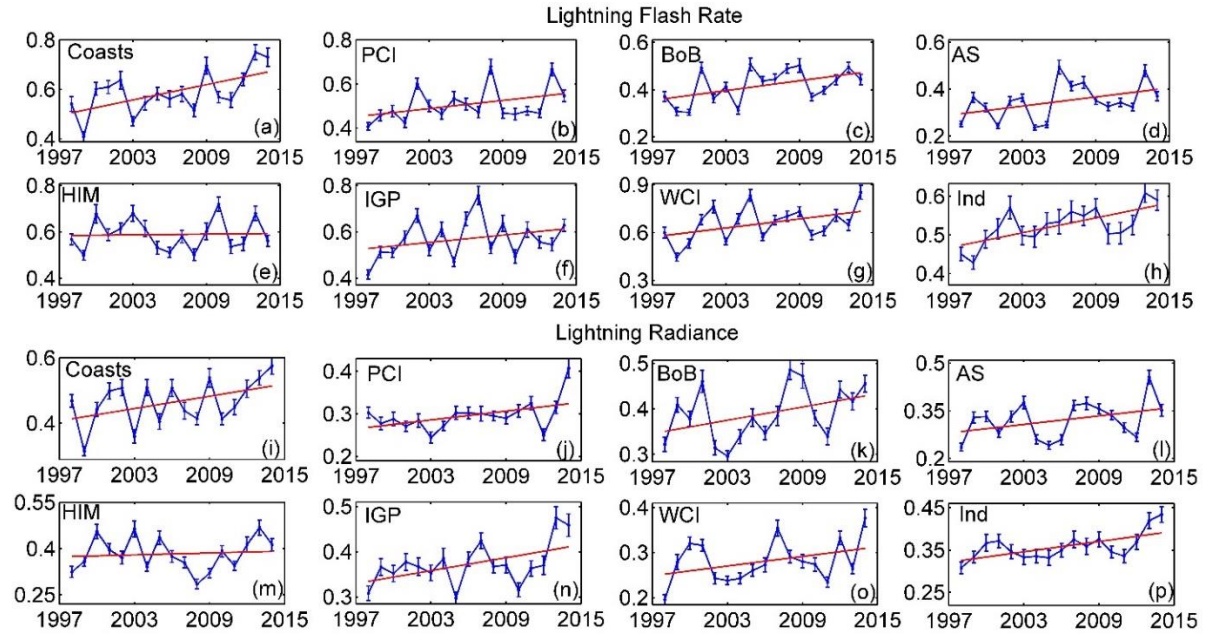 Lightning Flash Rate
0.8 0.6 0.4 Coasts (a) 1997 2003 2009 2015
0.8 0.6 0.4 PCI (b) 1997 2003 2009 2015
0.6 0.4 0.2 BoB (c) 1997 2003 2009 2015
0.6 0.4 0.2 AS (d) 1997 2003 2009 2015
0.8 0.6 0.4 HIM (e) 1997 2003 2009 2015
0.8 0.6 0.4 IGP (f) 1997 2003 2009 2015
0.9 0.6 0.3 WCI (g) 1997 2003 2009 2015
0.6 0.5 0.4 Ind (h) 1997 2003 2009 2015
Lightning Radiance
0.6 0.4 Coasts (i) 1997 2003 2009 2015
0.4 0.3 0.2 PCI (j) 1997 2003 2009 2015
0.5 0.4 0.3 BoB (k) 1997 2003 2009 2015
0.5 0.35 0.2 AS (l) 1997 2003 2009 2015
0.55 0.4 0.25 HIM (m) 1997 2003 2009 2015
0.5 0.4 0.3 IGP (n) 1997 2003 2009 2015
0.4 0.3 0.2 WCI (o) 1997 2003 2009 2015
0.45 0.35 0.25 Ind (p) 1997 2003 2009 2015